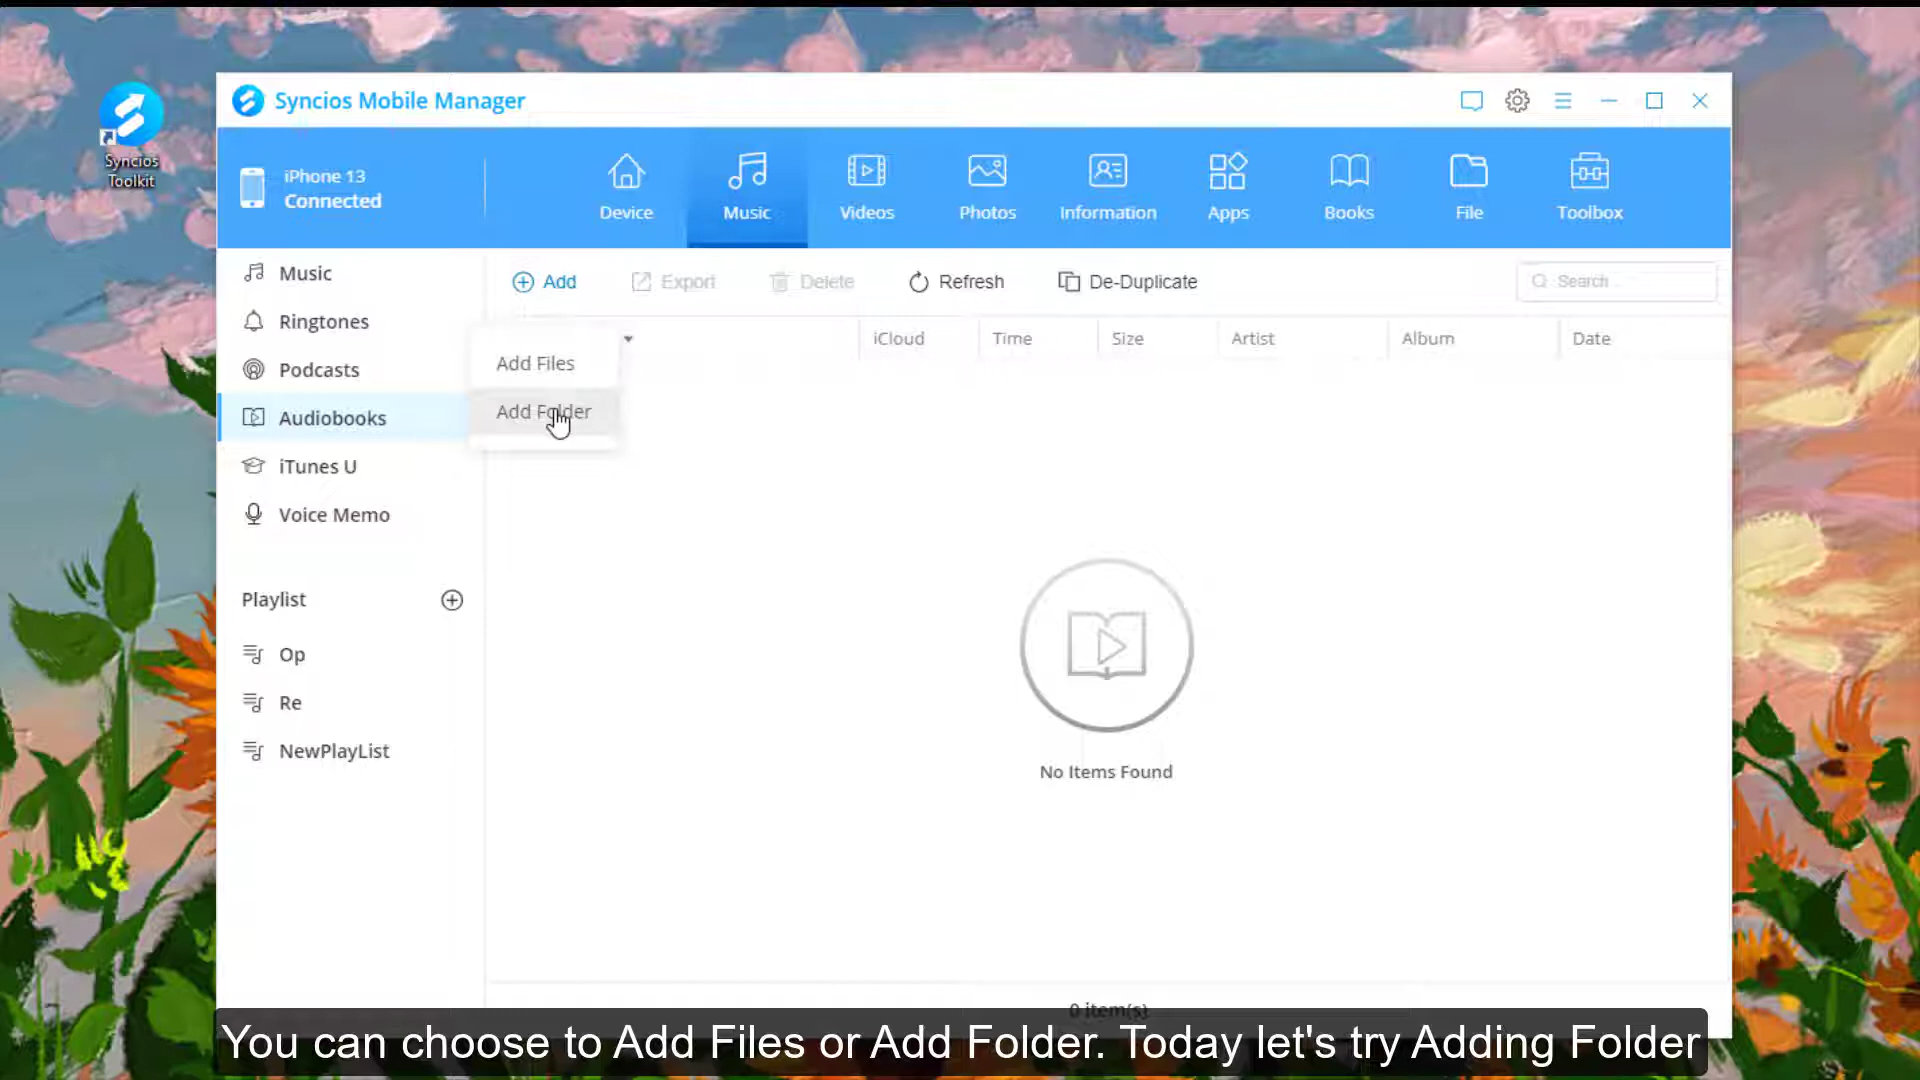 Syncios Mobile Manager
Syncios
Toolkit
iPhone 13
Connected
Device
Music
Videos
Photos
Information
Apps
Books
File
Toolbox
Music
Ringtones
Podcasts
Audiobooks
iTunes U
Voice Memo
Playlist
Op
Re
NewPlayList
Add
Export
Delete
Refresh
De-Duplicate
Search
iCloud
Time
Size
Artist
Album
Date
Add Files
Add Folder
No Items Found
0 item(s)
You can choose to Add Files or Add Folder. Today let's try Adding Folder